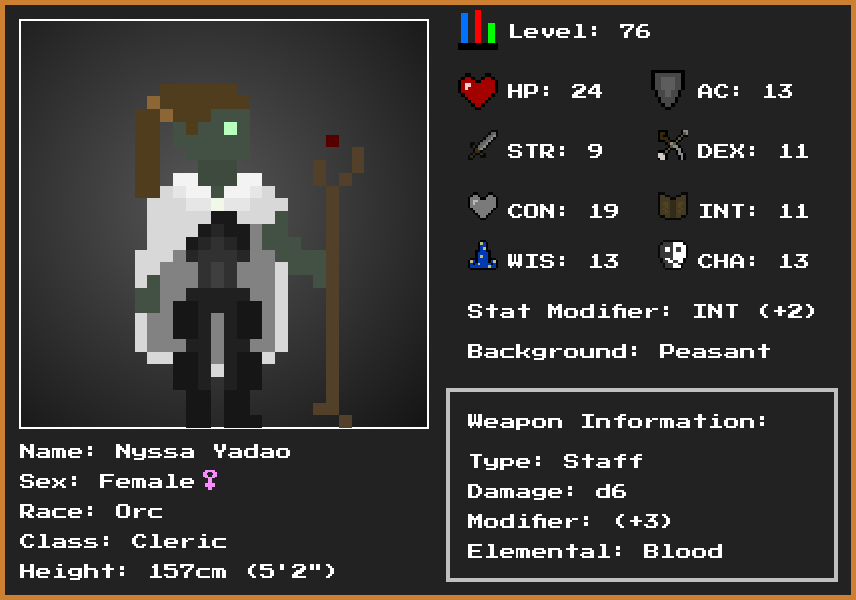 Level: 76
HP: 24 AC: 13
STR: 9 DEX: 11
CON: 19 INT: 11
WIS: 13 CHA: 13
Stat Modifier: INT (+2)
Background: Peasant
Weapon Information:
Type: Staff
Damage: d6
Modifier: (+3)
Elemental: Blood
Name: Nyssa Yadao
Sex: Female♀
Race: Orc
Class: Cleric
Height: 157cm (5'2")